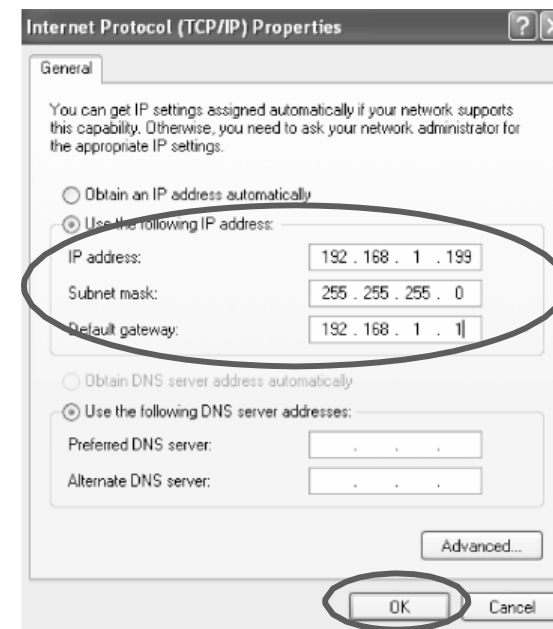 Internet Protocol (TCP/IP) Properties
General
You can get IP settings assigned automatically if your network supports
this capability. Otherwise, you need to ask your network administrator for
the appropriate IP settings.
Obtain an IP address automatically
Use the following IP address:
IP address: 192 . 168 . 1 . 199
Subnet mask: 255 . 255 . 255 . 0
Default gateway: 192 . 168 . 1 . 1
Obtain DNS server address automatically
Use the following DNS server addresses:
Preferred DNS server: . . .
Alternate DNS server: . . .
Advanced...
OK Cancel